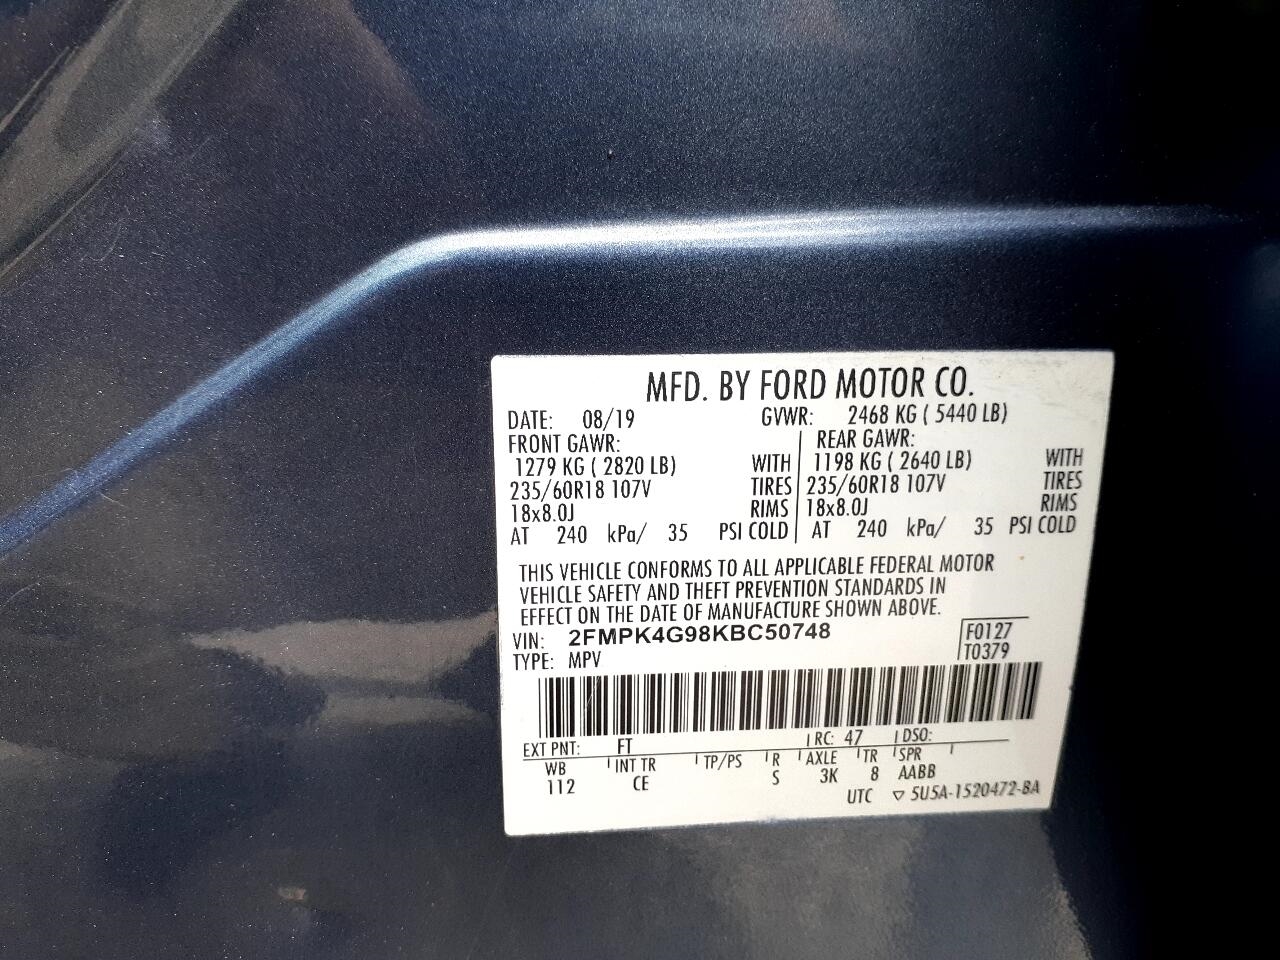 MFD. BY FORD MOTOR CO.
DATE: 08/19 GVWR: 2468 KG ( 5440 LB)
FRONT GAWR: REAR GAWR:
1279 KG ( 2820 LB) WITH 1198 KG ( 2640 LB) WITH
235/60R18 107V TIRES 235/60R18 107V TIRES
18x8.0J RIMS 18x8.0J RIMS
AT 240 kPa/ 35 PSI COLD AT 240 kPa/ 35 PSI COLD
THIS VEHICLE CONFORMS TO ALL APPLICABLE FEDERAL MOTOR
VEHICLE SAFETY AND THEFT PREVENTION STANDARDS IN
EFFECT ON THE DATE OF MANUFACTURE SHOWN ABOVE.
VIN: 2FMPK4G98KBC50748 F0127
TYPE: MPV T0379
EXT PNT: FT RC: 47 DSO:
WB INT TR TP/PS R AXLE TR SPR
112 CE S 3K 8 AABB
UTC ▽ 5U5A-1520472-BA